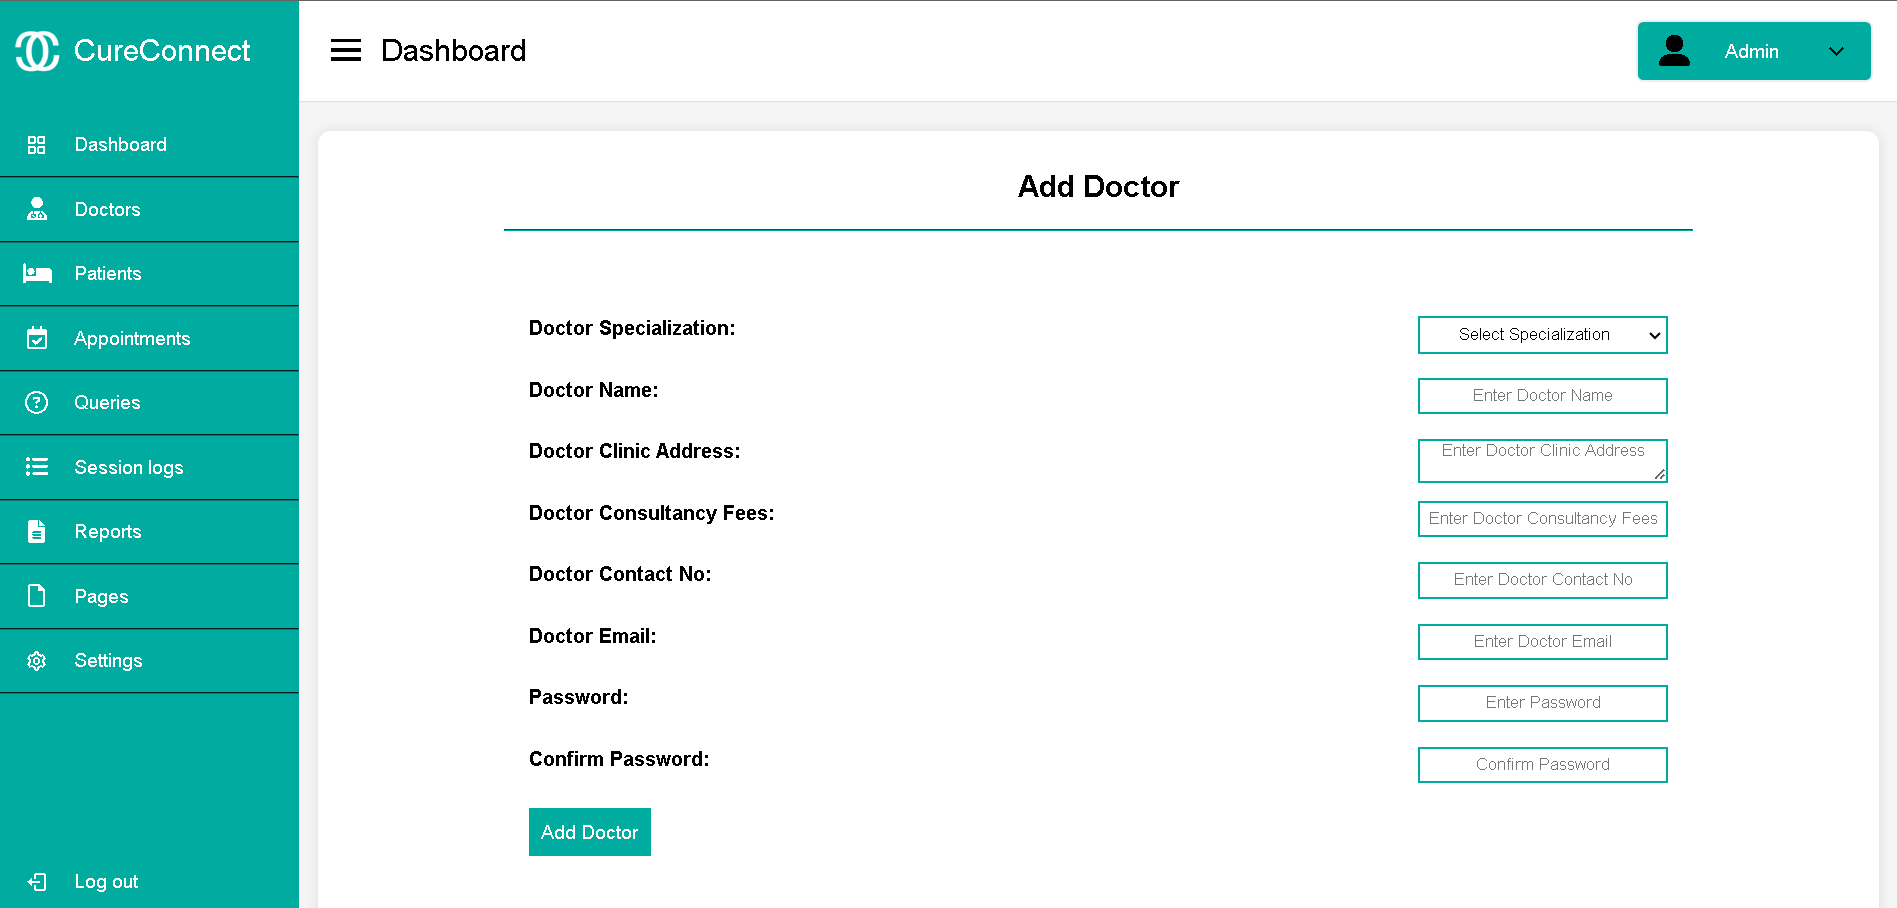 CureConnect
Dashboard
Admin
Dashboard
Doctors
Patients
Appointments
Queries
Session logs
Reports
Pages
Settings
Log out
Add Doctor
Doctor Specialization:
Select Specialization
Doctor Name:
Enter Doctor Name
Doctor Clinic Address:
Enter Doctor Clinic Address
Doctor Consultancy Fees:
Enter Doctor Consultancy Fees
Doctor Contact No:
Enter Doctor Contact No
Doctor Email:
Enter Doctor Email
Password:
Enter Password
Confirm Password:
Confirm Password
Add Doctor